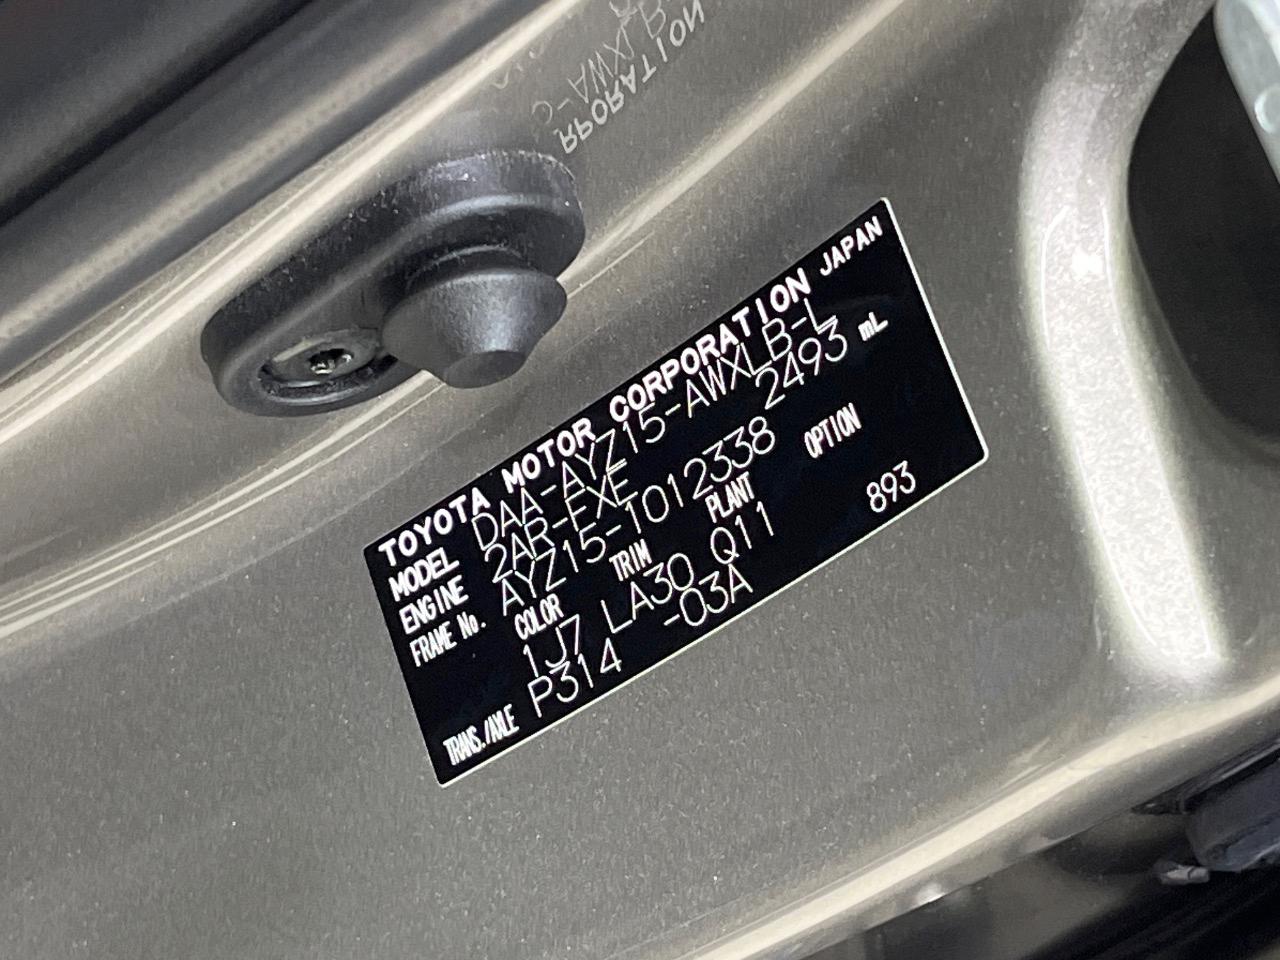 TOYOTA MOTOR CORPORATION JAPAN
MODEL DAA-AYZ15-AWXLB-L
ENGINE 2AR-FXE 2493 mL
FRAME No. AYZ15-1012338
COLOR TRIM PLANT OPTION
1J7 LA30 Q11 893
TRANS./AXLE P314 -03A